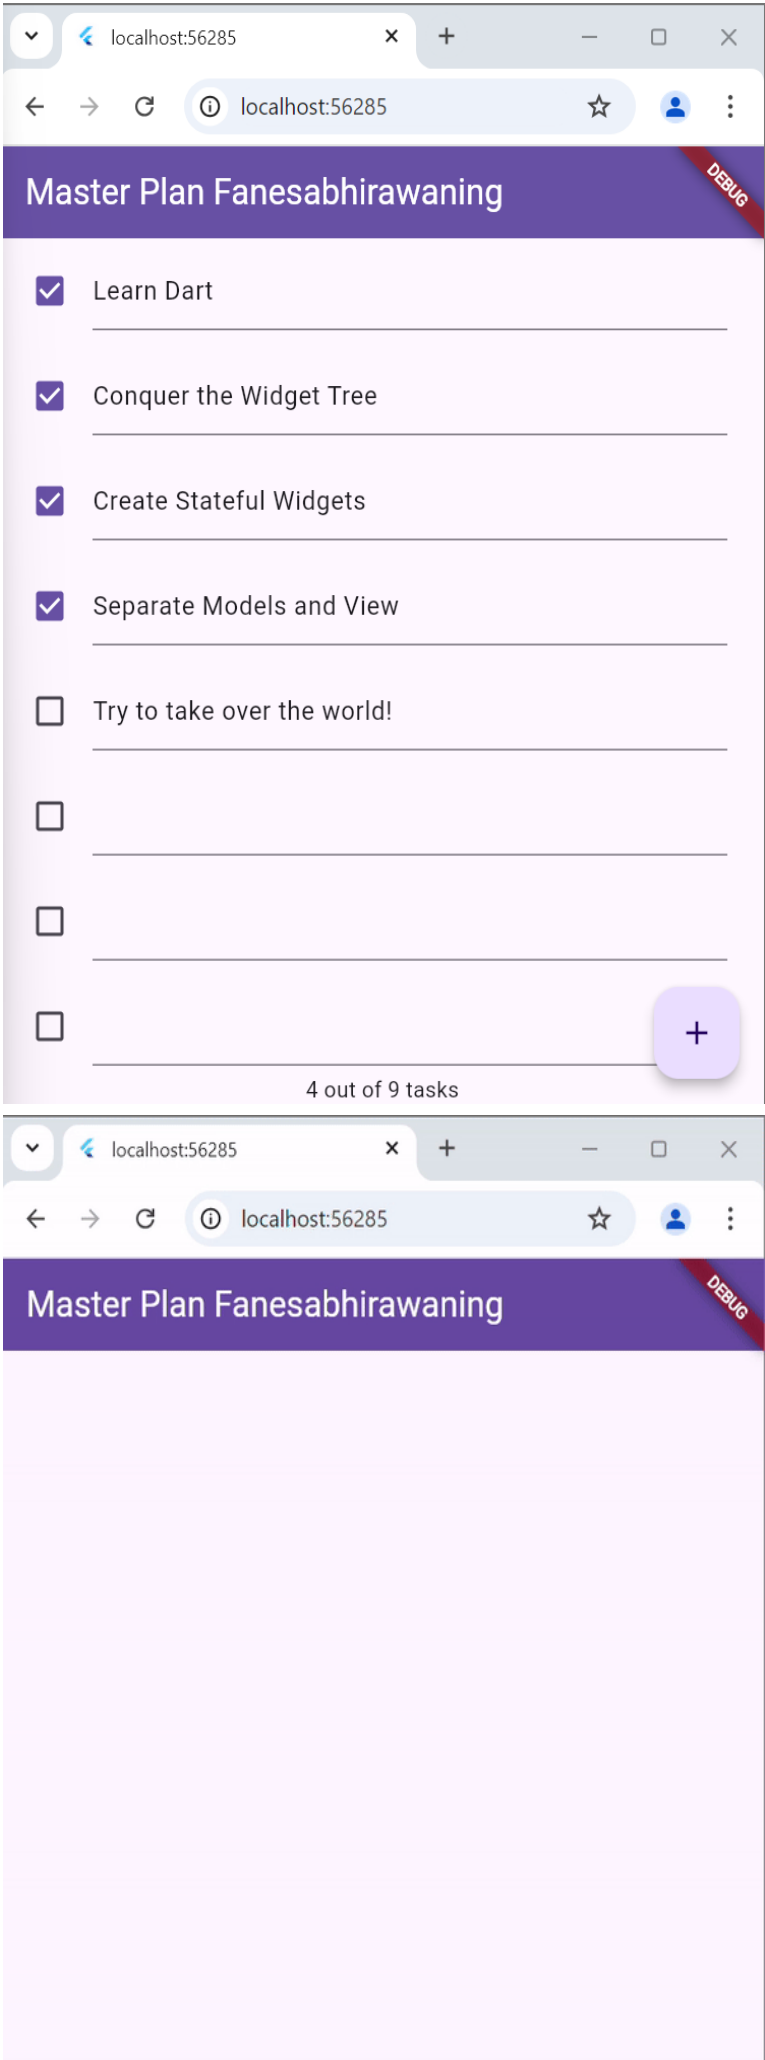 localhost:56285
localhost:56285
Master Plan Fanesabhirawaning
DEBUG
Learn Dart
Conquer the Widget Tree
Create Stateful Widgets
Separate Models and View
Try to take over the world!
4 out of 9 tasks
localhost:56285
localhost:56285
Master Plan Fanesabhirawaning
DEBUG